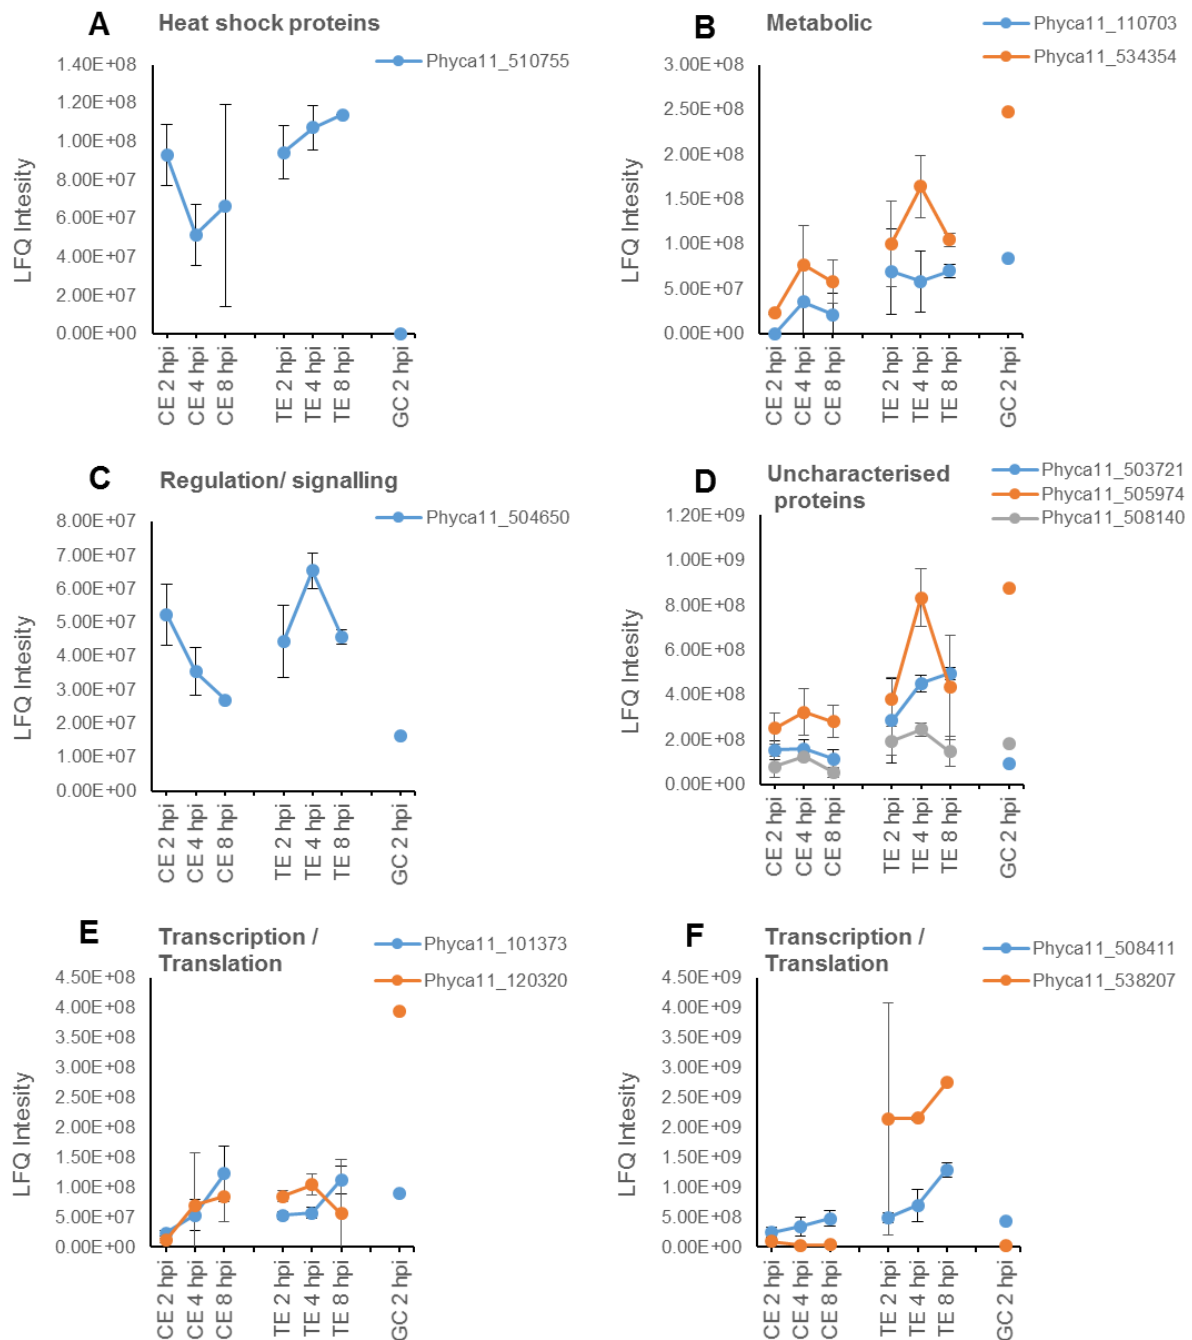 A
Heat shock proteins
Phyca11_510755
LFQ Intesity
1.40E+08
1.20E+08
1.00E+08
8.00E+07
6.00E+07
4.00E+07
2.00E+07
0.00E+00
CE 2 hpi
CE 4 hpi
CE 8 hpi
TE 2 hpi
TE 4 hpi
TE 8 hpi
GC 2 hpi
B
Metabolic
Phyca11_110703
Phyca11_534354
LFQ Intesity
3.00E+08
2.50E+08
2.00E+08
1.50E+08
1.00E+08
5.00E+07
0.00E+00
CE 2 hpi
CE 4 hpi
CE 8 hpi
TE 2 hpi
TE 4 hpi
TE 8 hpi
GC 2 hpi
C
Regulation/ signalling
Phyca11_504650
LFQ Intesity
8.00E+07
7.00E+07
6.00E+07
5.00E+07
4.00E+07
3.00E+07
2.00E+07
1.00E+07
0.00E+00
CE 2 hpi
CE 4 hpi
CE 8 hpi
TE 2 hpi
TE 4 hpi
TE 8 hpi
GC 2 hpi
D
Uncharacterised
proteins
Phyca11_503721
Phyca11_505974
Phyca11_508140
LFQ Intesity
1.20E+09
1.00E+09
8.00E+08
6.00E+08
4.00E+08
2.00E+08
0.00E+00
CE 2 hpi
CE 4 hpi
CE 8 hpi
TE 2 hpi
TE 4 hpi
TE 8 hpi
GC 2 hpi
E
Transcription /
Translation
Phyca11_101373
Phyca11_120320
LFQ Intesity
4.50E+08
4.00E+08
3.50E+08
3.00E+08
2.50E+08
2.00E+08
1.50E+08
1.00E+08
5.00E+07
0.00E+00
CE 2 hpi
CE 4 hpi
CE 8 hpi
TE 2 hpi
TE 4 hpi
TE 8 hpi
GC 2 hpi
F
Transcription /
Translation
Phyca11_508411
Phyca11_538207
LFQ Intesity
4.50E+09
4.00E+09
3.50E+09
3.00E+09
2.50E+09
2.00E+09
1.50E+09
1.00E+09
5.00E+08
0.00E+00
CE 2 hpi
CE 4 hpi
CE 8 hpi
TE 2 hpi
TE 4 hpi
TE 8 hpi
GC 2 hpi